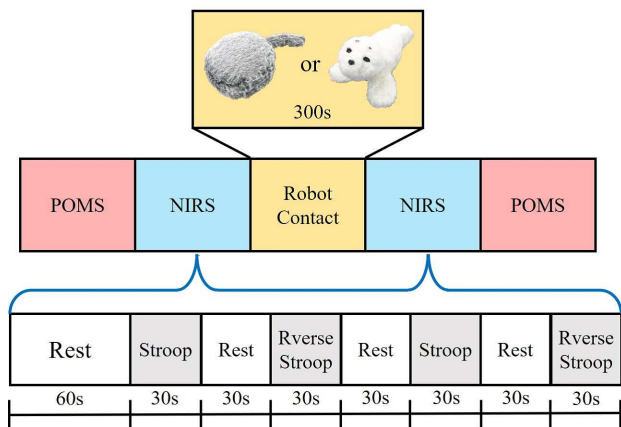 or
300s
POMS
NIRS
Robot
Contact
NIRS
POMS
Rest
Stroop
Rest
Rverse
Stroop
Rest
Stroop
Rest
Rverse
Stroop
60s
30s
30s
30s
30s
30s
30s
30s